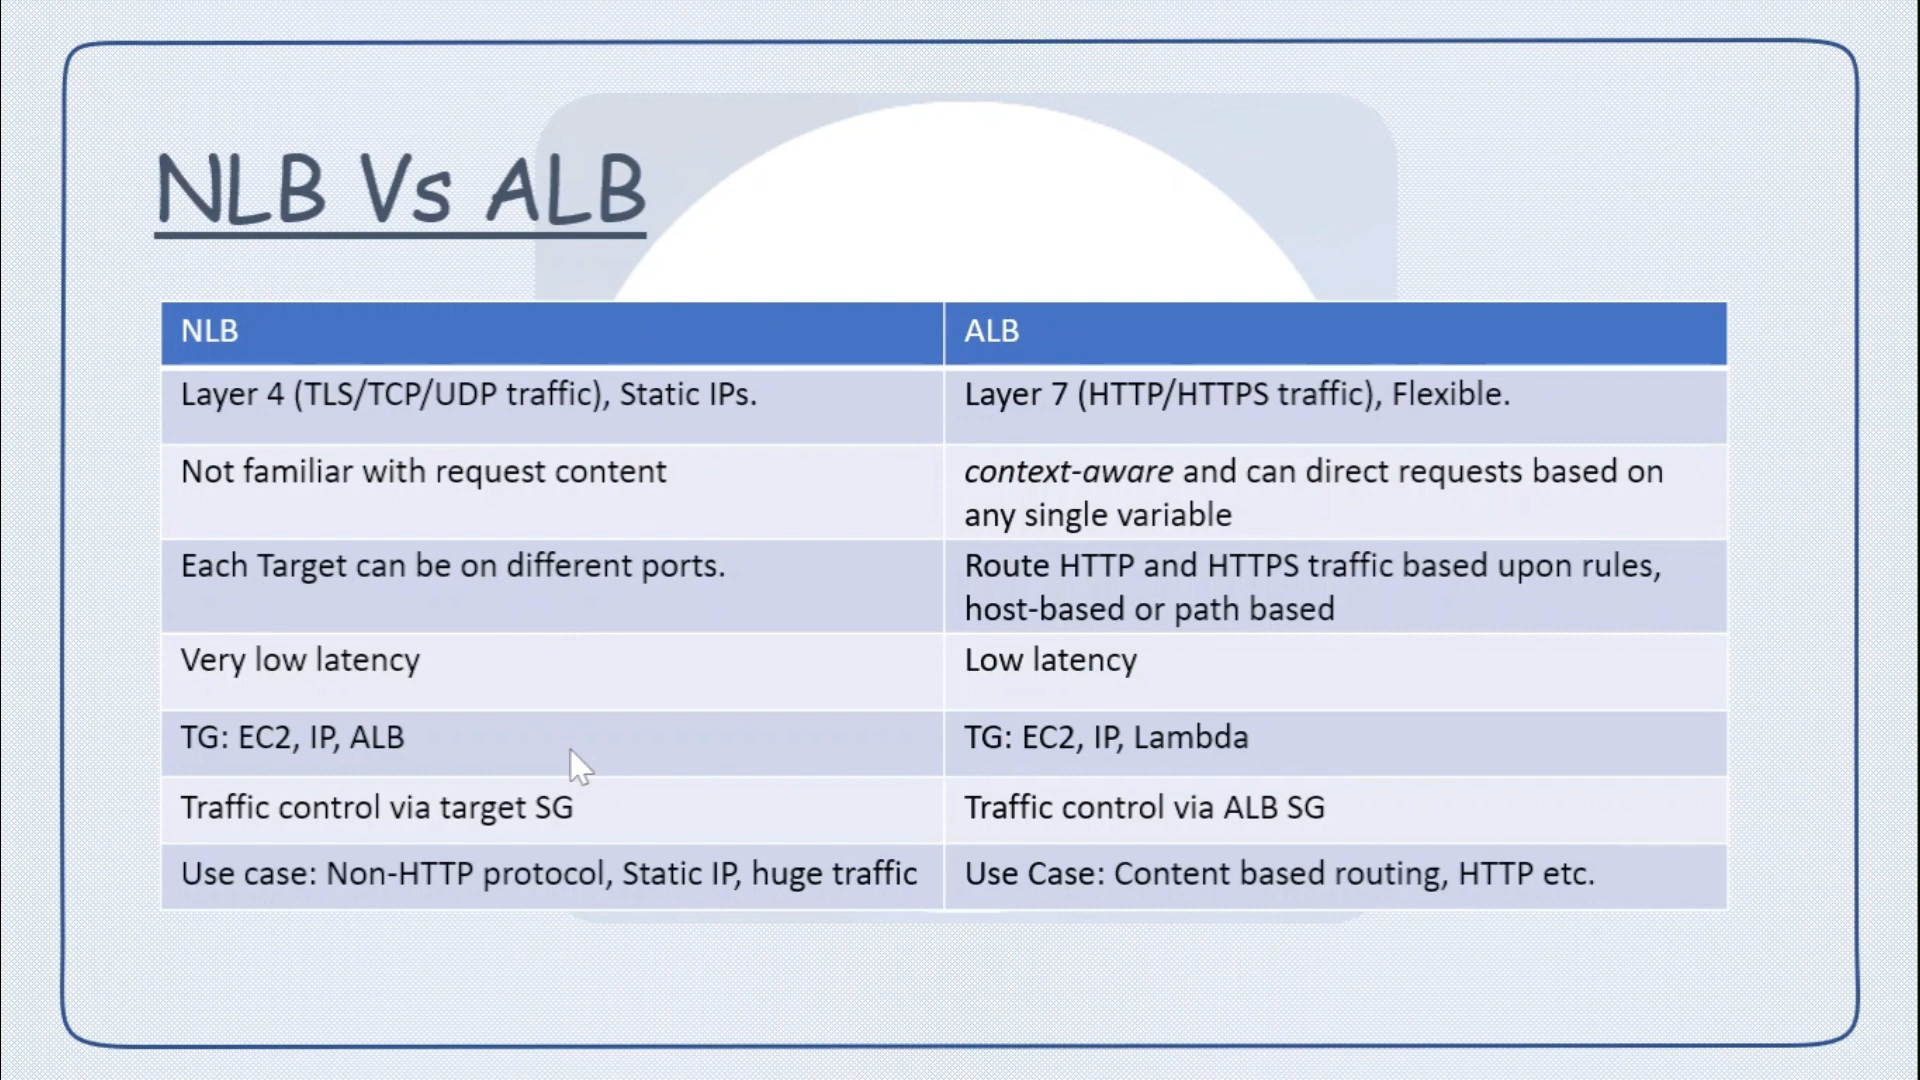 NLB Vs ALB
NLB
ALB
Layer 4 (TLS/TCP/UDP traffic), Static IPs.
Layer 7 (HTTP/HTTPS traffic), Flexible.
Not familiar with request content
context-aware and can direct requests based on
any single variable
Each Target can be on different ports.
Route HTTP and HTTPS traffic based upon rules,
host-based or path based
Very low latency
Low latency
TG: EC2, IP, ALB
TG: EC2, IP, Lambda
Traffic control via target SG
Traffic control via ALB SG
Use case: Non-HTTP protocol, Static IP, huge traffic
Use Case: Content based routing, HTTP etc.